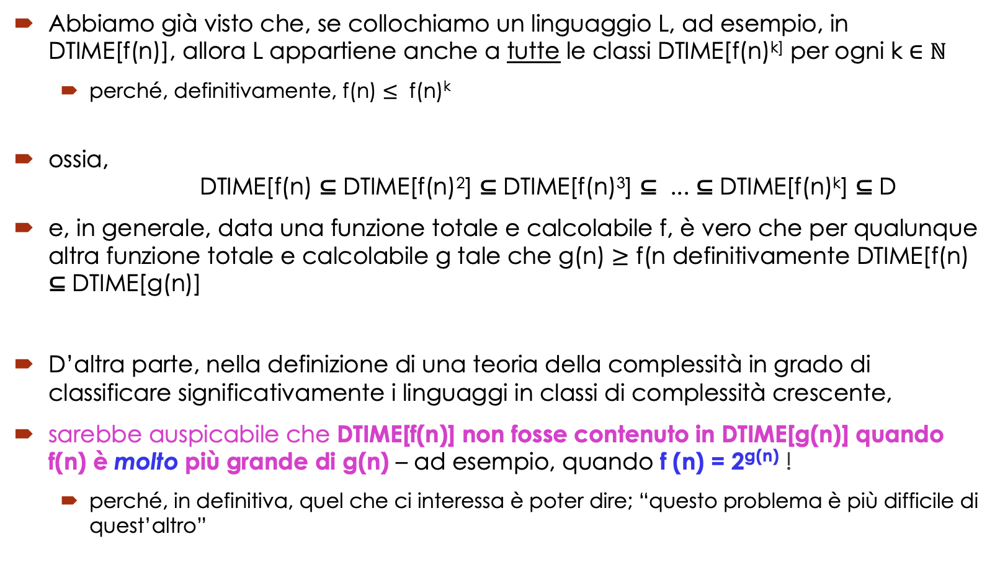 Abbiamo già visto che, se collochiamo un linguaggio L, ad esempio, in
DTIME[f(n)], allora L appartiene anche a tutte le classi DTIME[f(n)ᵏ] per ogni k ∈ ℕ
perché, definitivamente, f(n) ≤ f(n)ᵏ
ossia,
DTIME[f(n) ⊆ DTIME[f(n)²] ⊆ DTIME[f(n)³] ⊆ ... ⊆ DTIME[f(n)ᵏ] ⊆ D
e, in generale, data una funzione totale e calcolabile f, è vero che per qualunque
altra funzione totale e calcolabile g tale che g(n) ≥ f(n definitivamente DTIME[f(n)
⊆ DTIME[g(n)]
D’altra parte, nella definizione di una teoria della complessità in grado di
classificare significativamente i linguaggi in classi di complessità crescente,
sarebbe auspicabile che DTIME[f(n)] non fosse contenuto in DTIME[g(n)] quando
f(n) è molto più grande di g(n) – ad esempio, quando f (n) = 2^g(n) !
perché, in definitiva, quel che ci interessa è poter dire; “questo problema è più difficile di
quest’altro”